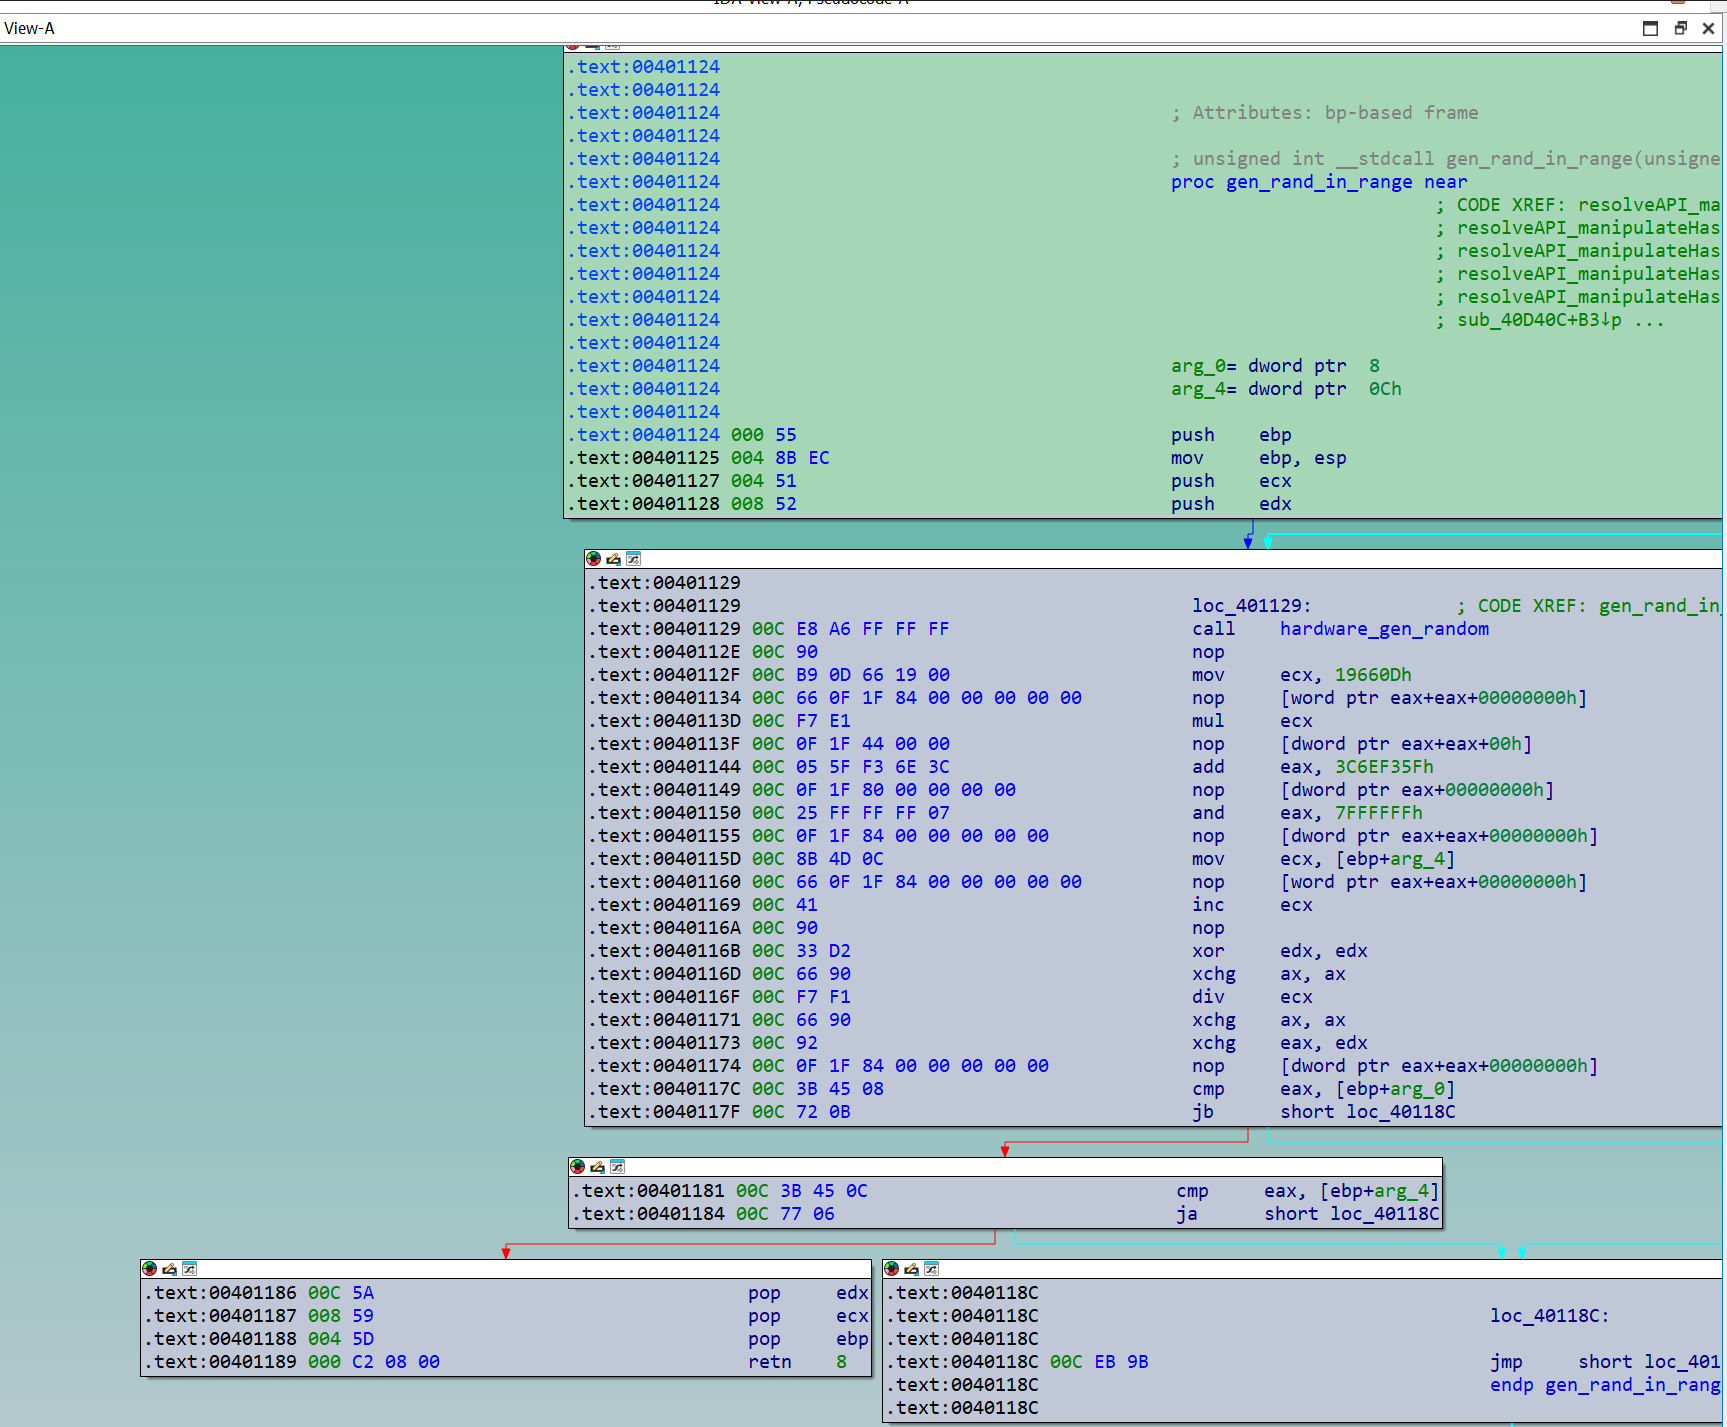 View-A
.text:00401124
.text:00401124
.text:00401124 ; Attributes: bp-based frame
.text:00401124
.text:00401124 ; unsigned int __stdcall gen_rand_in_range(unsigne
.text:00401124 proc gen_rand_in_range near
.text:00401124 ; CODE XREF: resolveAPI_ma
.text:00401124 ; resolveAPI_manipulateHas
.text:00401124 ; resolveAPI_manipulateHas
.text:00401124 ; resolveAPI_manipulateHas
.text:00401124 ; resolveAPI_manipulateHas
.text:00401124 ; sub_40D40C+B3↓p ...
.text:00401124
.text:00401124 arg_0= dword ptr 8
.text:00401124 arg_4= dword ptr 0Ch
.text:00401124
.text:00401124 000 55 push ebp
.text:00401125 004 8B EC mov ebp, esp
.text:00401127 004 51 push ecx
.text:00401128 008 52 push edx
.text:00401129
.text:00401129 loc_401129: ; CODE XREF: gen_rand_in_
.text:00401129 00C E8 A6 FF FF FF call hardware_gen_random
.text:0040112E 00C 90 nop
.text:0040112F 00C B9 0D 66 19 00 mov ecx, 19660Dh
.text:00401134 00C 66 0F 1F 84 00 00 00 00 00 nop [word ptr eax+eax+00000000h]
.text:0040113D 00C F7 E1 mul ecx
.text:0040113F 00C 0F 1F 44 00 00 nop [dword ptr eax+eax+00h]
.text:00401144 00C 05 5F F3 6E 3C add eax, 3C6EF35Fh
.text:00401149 00C 0F 1F 80 00 00 00 00 nop [dword ptr eax+00000000h]
.text:00401150 00C 25 FF FF FF 07 and eax, 7FFFFFFh
.text:00401155 00C 0F 1F 84 00 00 00 00 00 nop [dword ptr eax+eax+00000000h]
.text:0040115D 00C 8B 4D 0C mov ecx, [ebp+arg_4]
.text:00401160 00C 66 0F 1F 84 00 00 00 00 00 nop [word ptr eax+eax+00000000h]
.text:00401169 00C 41 inc ecx
.text:0040116A 00C 90 nop
.text:0040116B 00C 33 D2 xor edx, edx
.text:0040116D 00C 66 90 xchg ax, ax
.text:0040116F 00C F7 F1 div ecx
.text:00401171 00C 66 90 xchg ax, ax
.text:00401173 00C 92 xchg eax, edx
.text:00401174 00C 0F 1F 84 00 00 00 00 00 nop [dword ptr eax+eax+00000000h]
.text:0040117C 00C 3B 45 08 cmp eax, [ebp+arg_0]
.text:0040117F 00C 72 0B jb short loc_40118C
.text:00401181 00C 3B 45 0C cmp eax, [ebp+arg_4]
.text:00401184 00C 77 06 ja short loc_40118C
.text:00401186 00C 5A pop edx
.text:00401187 008 59 pop ecx
.text:00401188 004 5D pop ebp
.text:00401189 000 C2 08 00 retn 8
.text:0040118C
.text:0040118C loc_40118C:
.text:0040118C
.text:0040118C 00C EB 9B jmp short loc_401
.text:0040118C endp gen_rand_in_rang
.text:0040118C